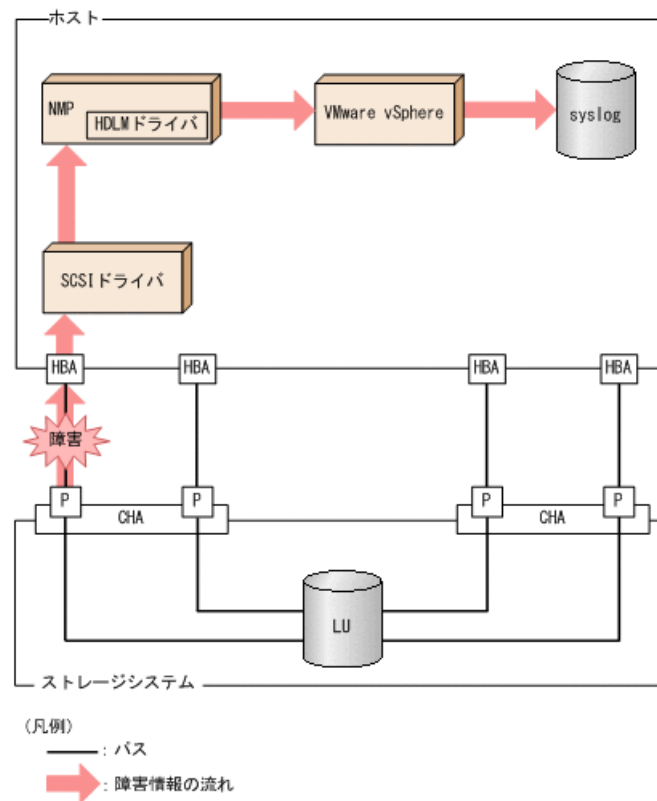 ホスト
NMP
HDLMドライバ
VMware vSphere
syslog
SCSIドライバ
HBA
HBA
HBA
HBA
障害
P
P
P
P
CHA
CHA
LU
ストレージシステム
(凡例)
: パス
: 障害情報の流れ